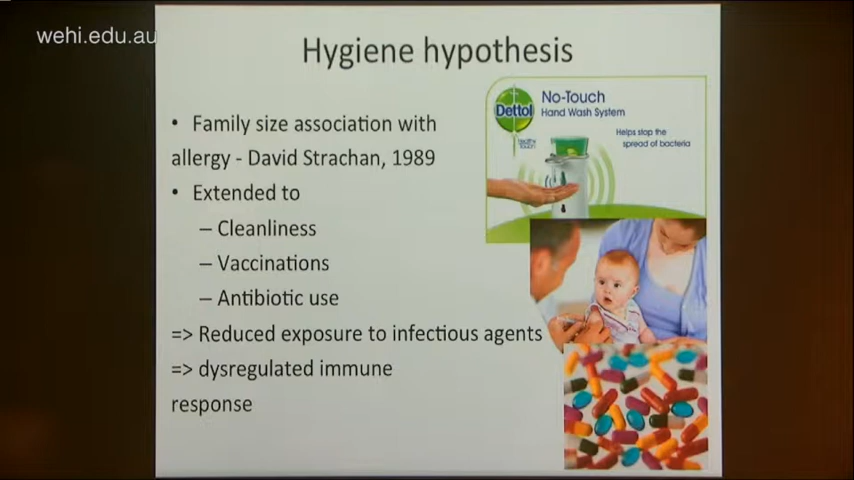 wehi.edu.au
Hygiene hypothesis
• Family size association with
allergy - David Strachan, 1989
• Extended to
– Cleanliness
– Vaccinations
– Antibiotic use
=> Reduced exposure to infectious agents
=> dysregulated immune
response
Dettol
No-Touch
Hand Wash System
Helps stop the
spread of bacteria